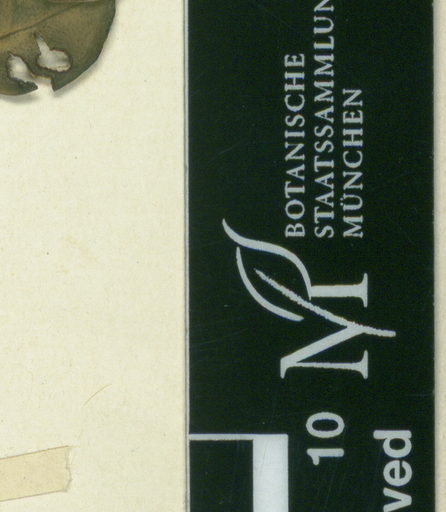 BOTANISCHE
STAATSSAMMLUN
MÜNCHEN
M
10
ved